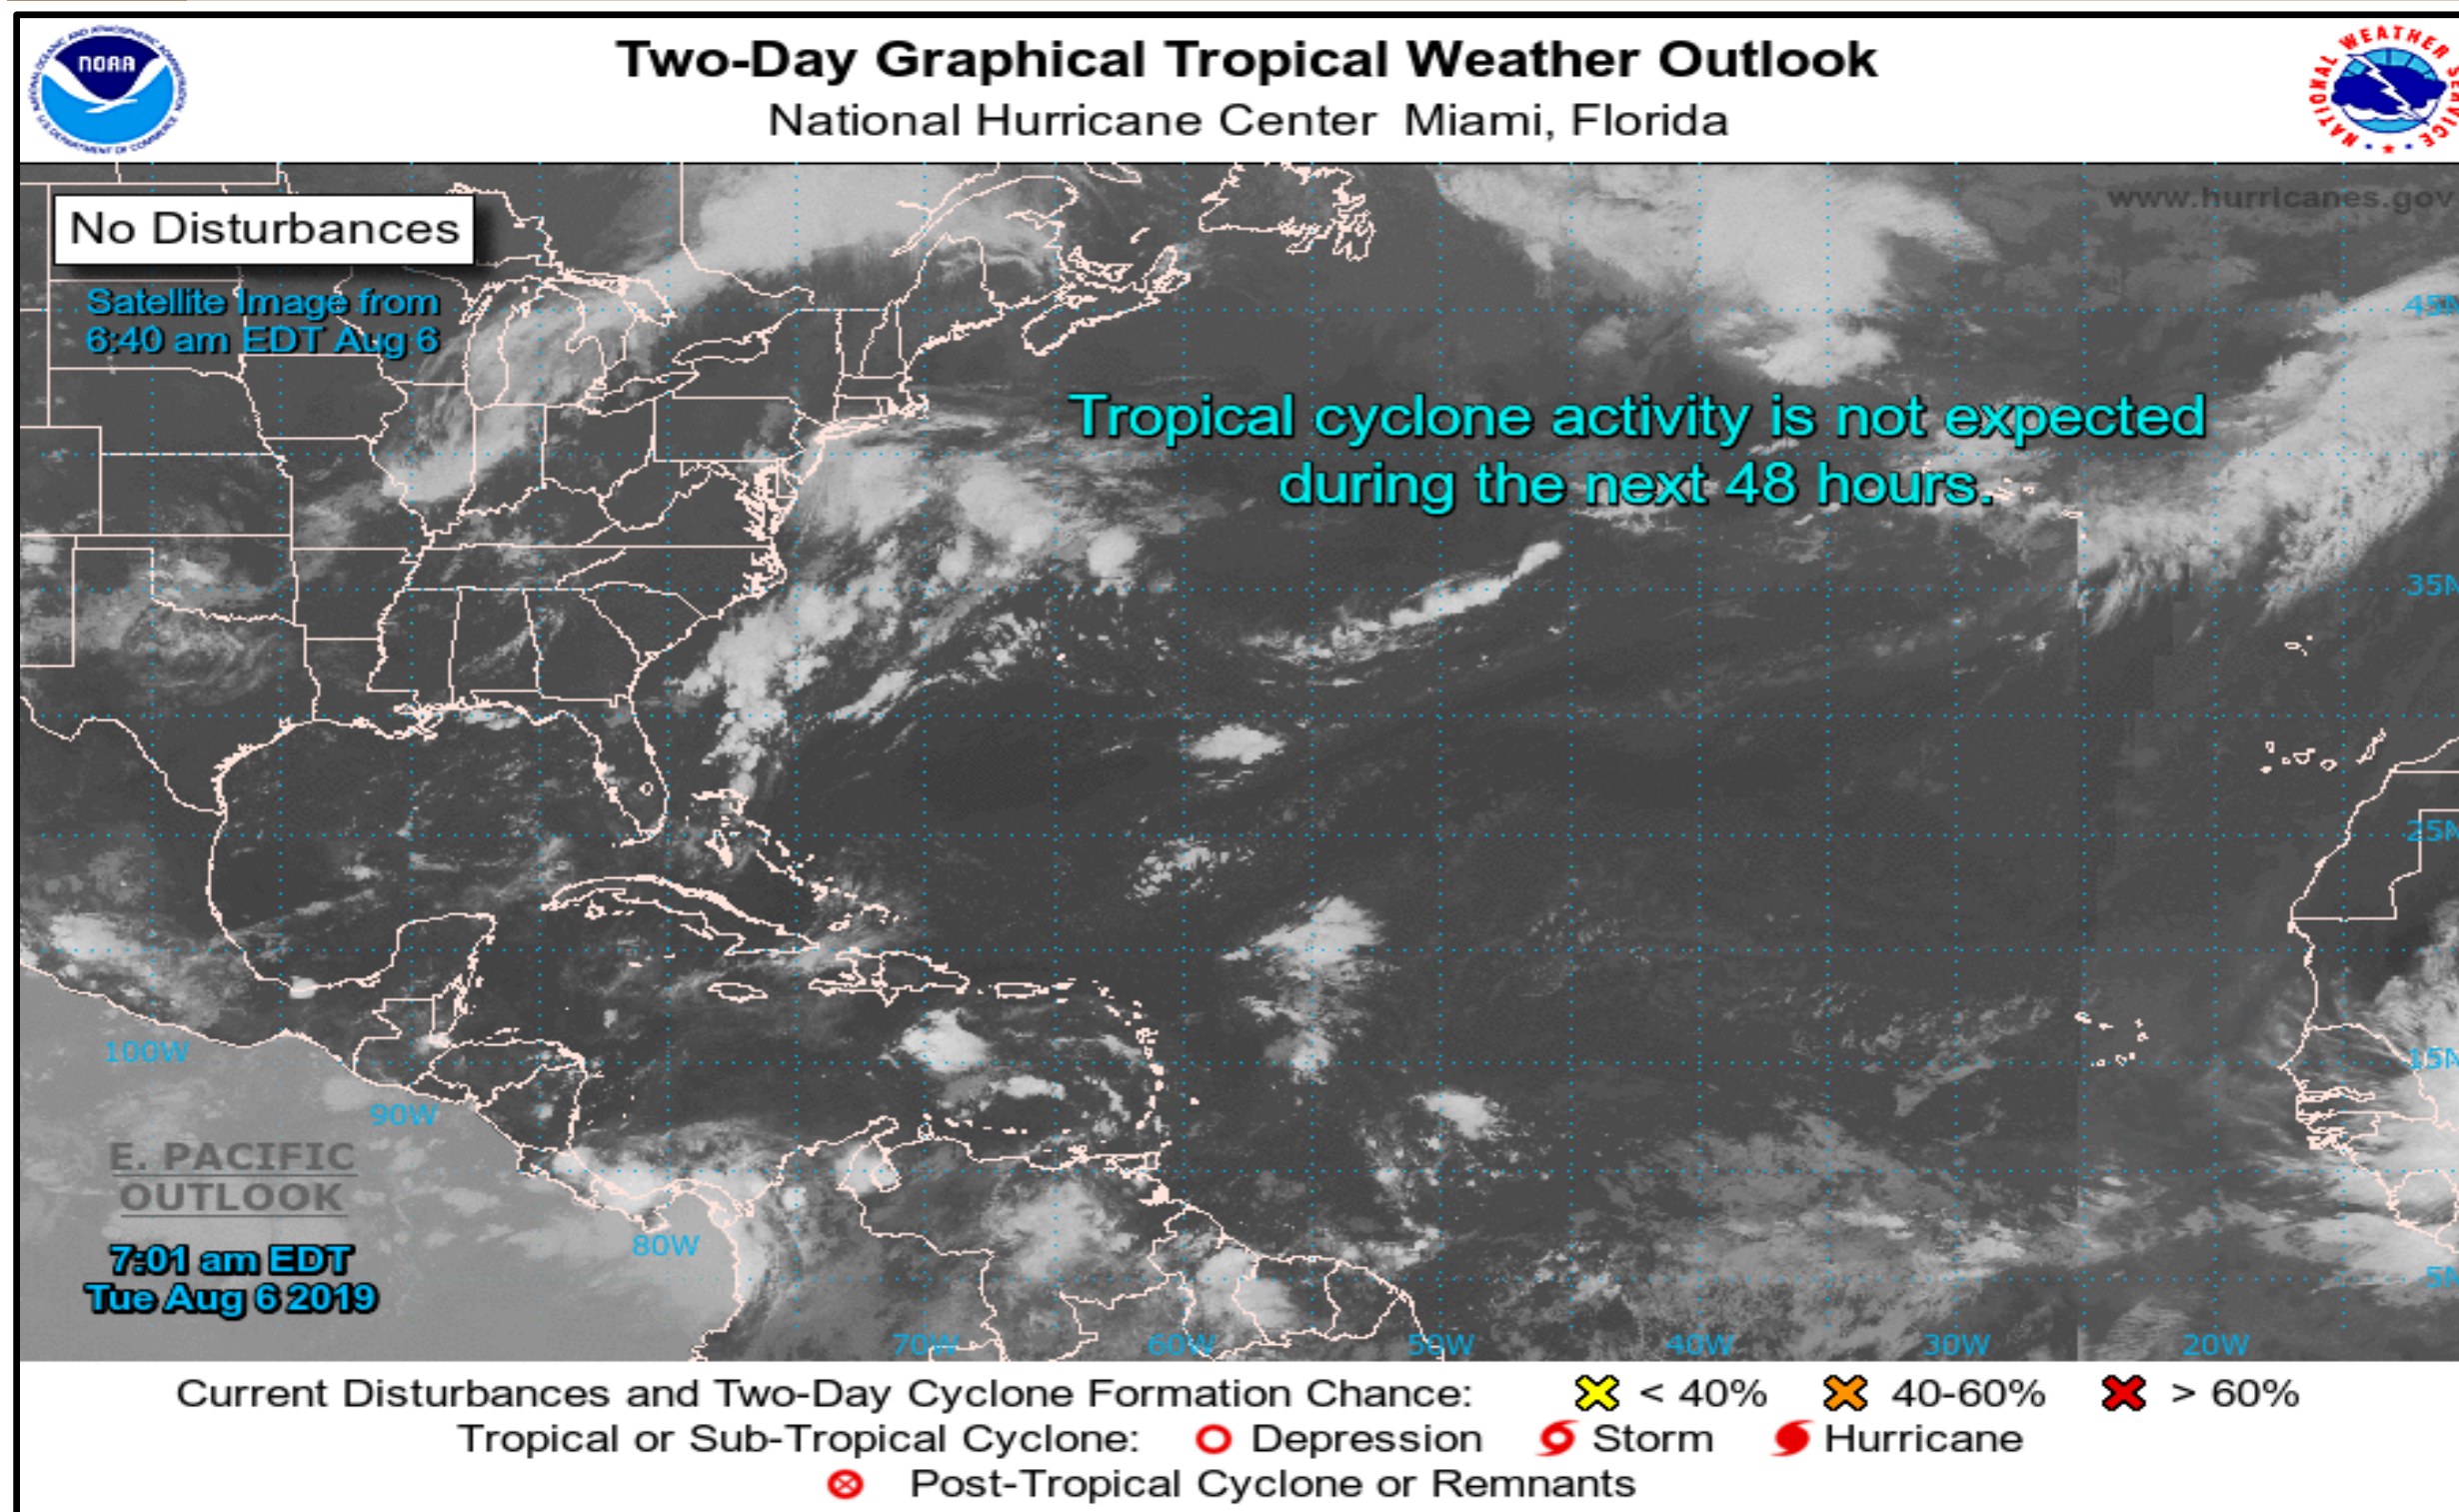 Two-Day Graphical Tropical Weather Outlook
National Hurricane Center Miami, Florida
NOAA
NATIONAL WEATHER SERVICE
No Disturbances
www.hurricanes.gov
Satellite Image from
6:40 am EDT Aug 6
45N
Tropical cyclone activity is not expected
during the next 48 hours.
35N
25N
15N
100W
90W
E. PACIFIC
OUTLOOK
80W
7:01 am EDT
Tue Aug 6 2019
5N
70W 60W 50W 40W 30W 20W
Current Disturbances and Two-Day Cyclone Formation Chance: < 40% 40-60% > 60%
Tropical or Sub-Tropical Cyclone: Depression Storm Hurricane
Post-Tropical Cyclone or Remnants